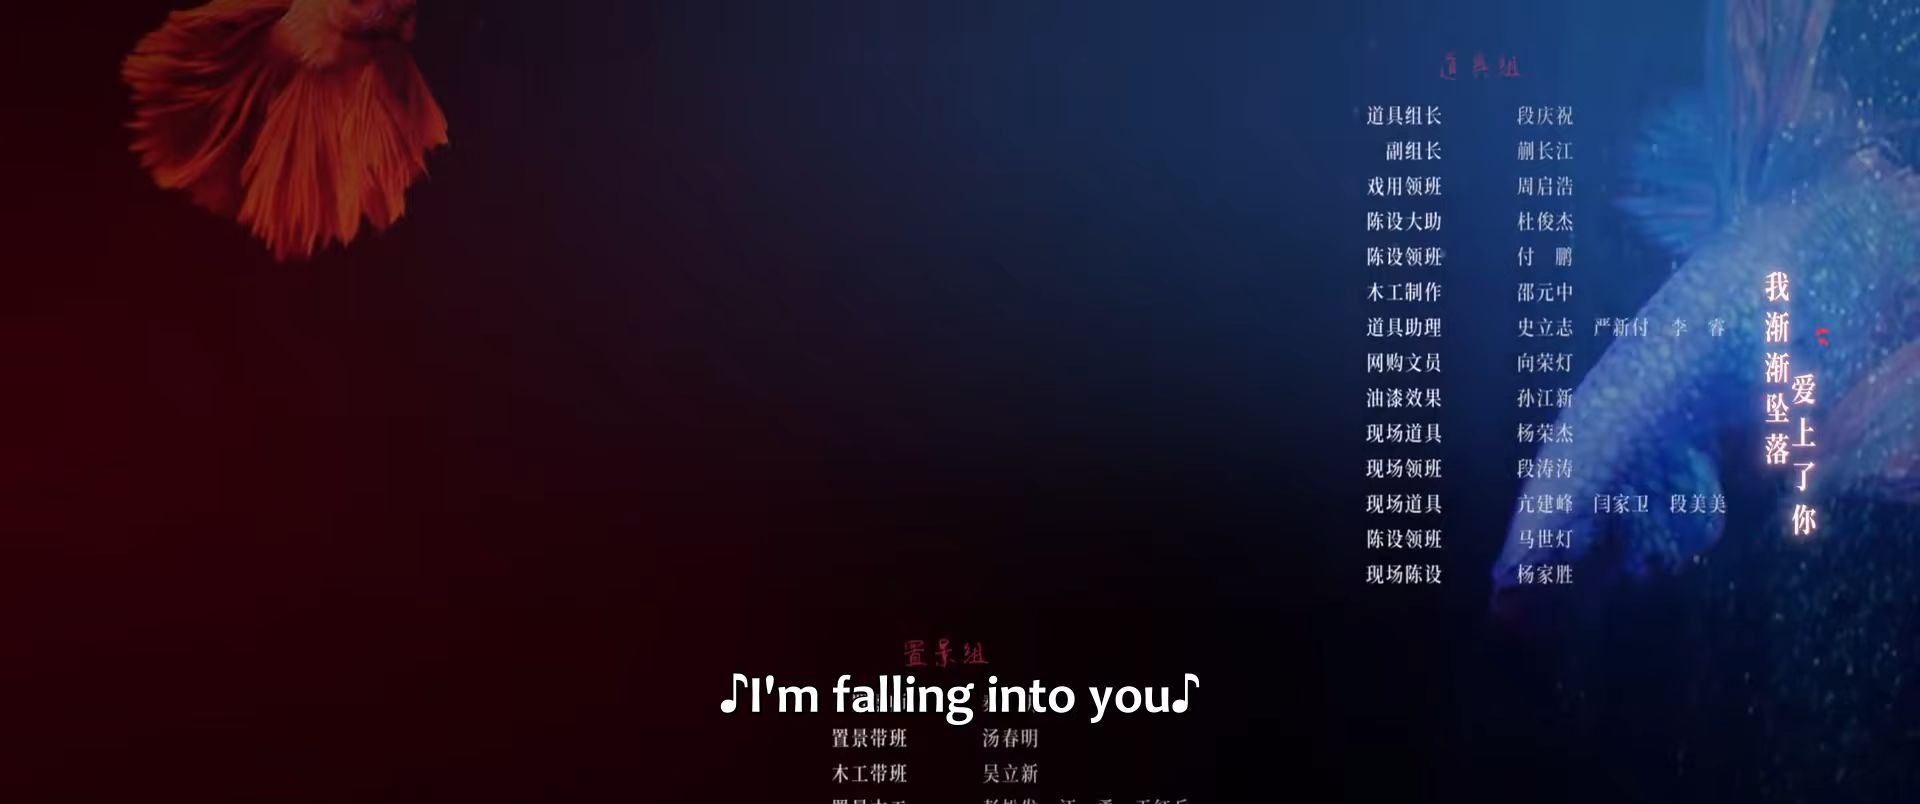 道具组
道具组长 段庆祝
副组长 蒯长江
戏用领班 周启浩
陈设大助 杜俊杰
陈设领班 付 鹏
木工制作 邵元中
道具助理 史立志 严新付 李 睿
网购文员 向荣灯
油漆效果 孙江新
现场道具 杨荣杰
现场领班 段涛涛
现场道具 亢建峰 闫家卫 段美美
陈设领班 马世灯
现场陈设 杨家胜
爱上了你
我渐渐坠落
置景组
♪I'm falling into you♪
置景带班 汤春明
木工带班 吴立新